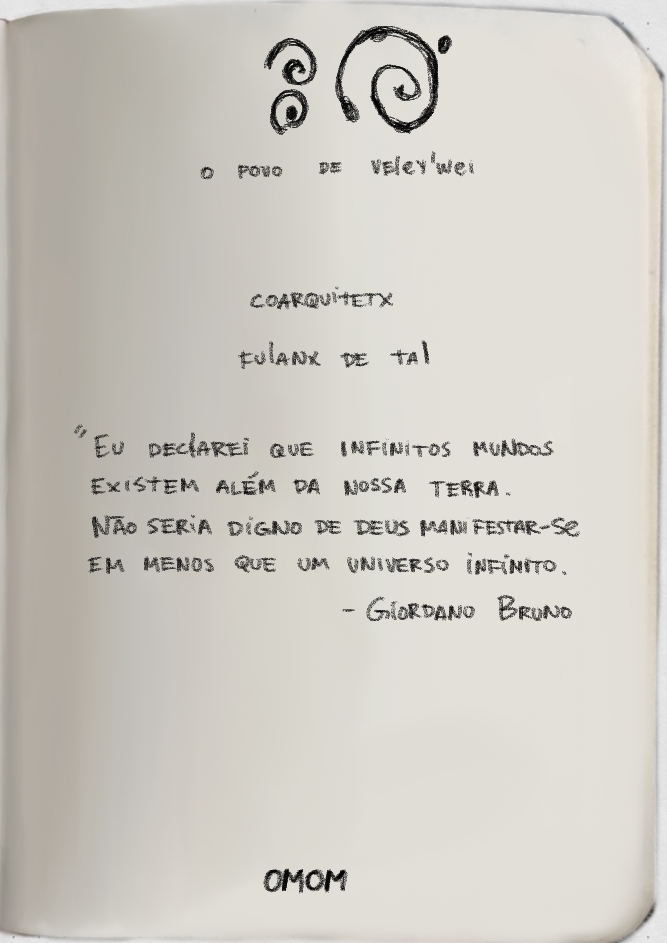 O POVO DE Veley'wei
COARQUITETX
FULANX DE TAL
"EU DECLAREI QUE INFINITOS MUNDOS
EXISTEM ALÉM DA NOSSA TERRA.
NÃO SERIA DIGNO DE DEUS MANIFESTAR-SE
EM MENOS QUE UM UNIVERSO INFINITO.
- GIORDANO BRUNO
OMOM